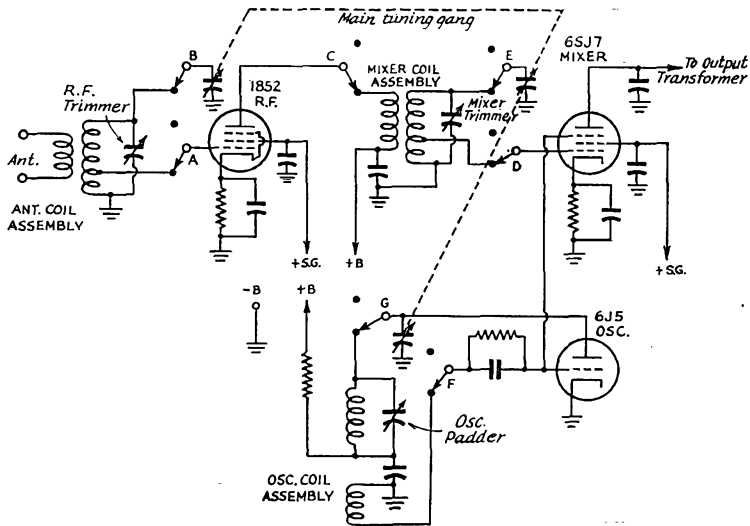 Main tuning gang
B
C
E
6SJ7
MIXER
To Output
Transformer
1852
R.F.
MIXER COIL
ASSEMBLY
R.F.
Trimmer
Mixer
Trimmer
Ant.
A
D
ANT. COIL
ASSEMBLY
+S.G.
+B
+S.G.
-B
+B
G
6J5
OSC.
F
Osc.
Padder
OSC. COIL
ASSEMBLY